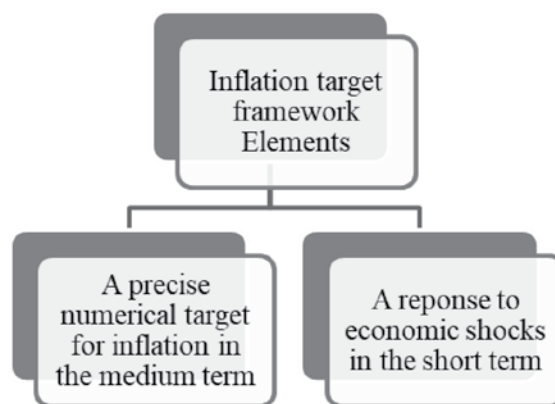 Inflation target
framework
Elements
A precise
numerical target
for inflation in
the medium term
A reponse to
economic shocks
in the short term